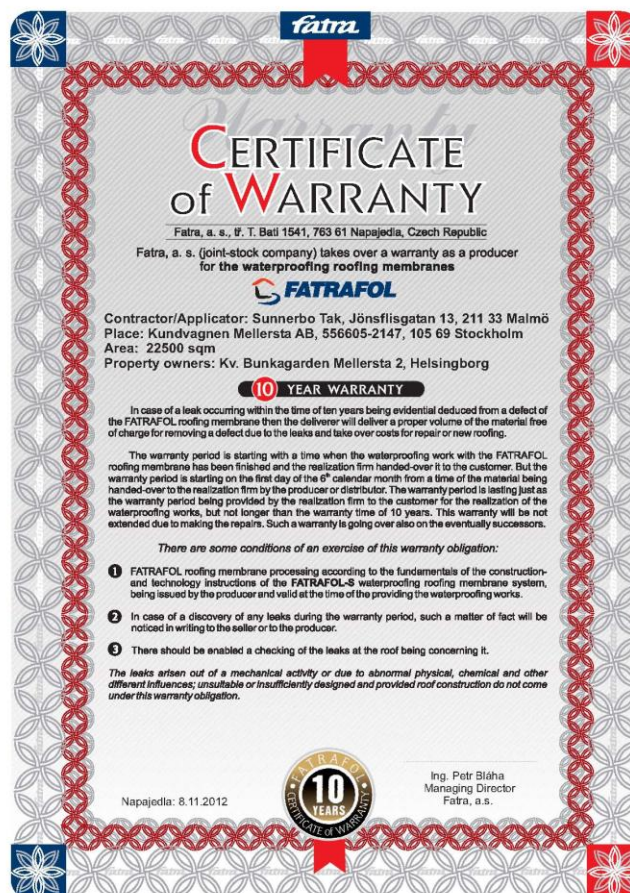 fatra
Warranty
CERTIFICATE
of WARRANTY
Fatra, a. s., tř. T. Bati 1541, 763 61 Napajedla, Czech Republic
Fatra, a. s. (joint-stock company) takes over a warranty as a producer
for the waterproofing roofing membranes
FATRAFOL
Contractor/Applicator: Sunnerbo Tak, Jönsflisgatan 13, 211 33 Malmö
Place: Kundvagnen Mellersta AB, 556605-2147, 105 69 Stockholm
Area: 22500 sqm
Property owners: Kv. Bunkagarden Mellersta 2, Helsingborg
10 YEAR WARRANTY
In case of a leak occurring within the time of ten years being evidential deduced from a defect of
the FATRAFOL roofing membrane then the deliverer will deliver a proper volume of the material free
of charge for removing a defect due to the leaks and take over costs for repair or new roofing.
The warranty period is starting with a time when the waterproofing work with the FATRAFOL
roofing membrane has been finished and the realization firm handed-over it to the customer. But the
warranty period is starting on the first day of the 6th calendar month from a time of the material being
handed-over to the realization firm by the producer or distributor. The warranty period is lasting just as
the warranty period being provided by the realization firm to the customer for the realization of the
waterproofing works, but not longer than the warranty time of 10 years. This warranty will be not
extended due to making the repairs. Such a warranty is going over also on the eventually successors.
There are some conditions of an exercise of this warranty obligation:
1 FATRAFOL roofing membrane processing according to the fundamentals of the construction-
and technology instructions of the FATRAFOL-S waterproofing roofing membrane system,
being issued by the producer and valid at the time of the providing the waterproofing works.
2 In case of a discovery of any leaks during the warranty period, such a matter of fact will be
noticed in writing to the seller or to the producer.
3 There should be enabled a checking of the leaks at the roof being concerning it.
The leaks arisen out of a mechanical activity or due to abnormal physical, chemical and other
different influences; unsuitable or insufficiently designed and provided roof construction do not come
under this warranty obligation.
Napajedla: 8.11.2012
FATRAFOL
10
YEARS
CERTIFICATE of WARRANTY
Ing. Petr Bláha
Managing Director
Fatra, a.s.
fatra